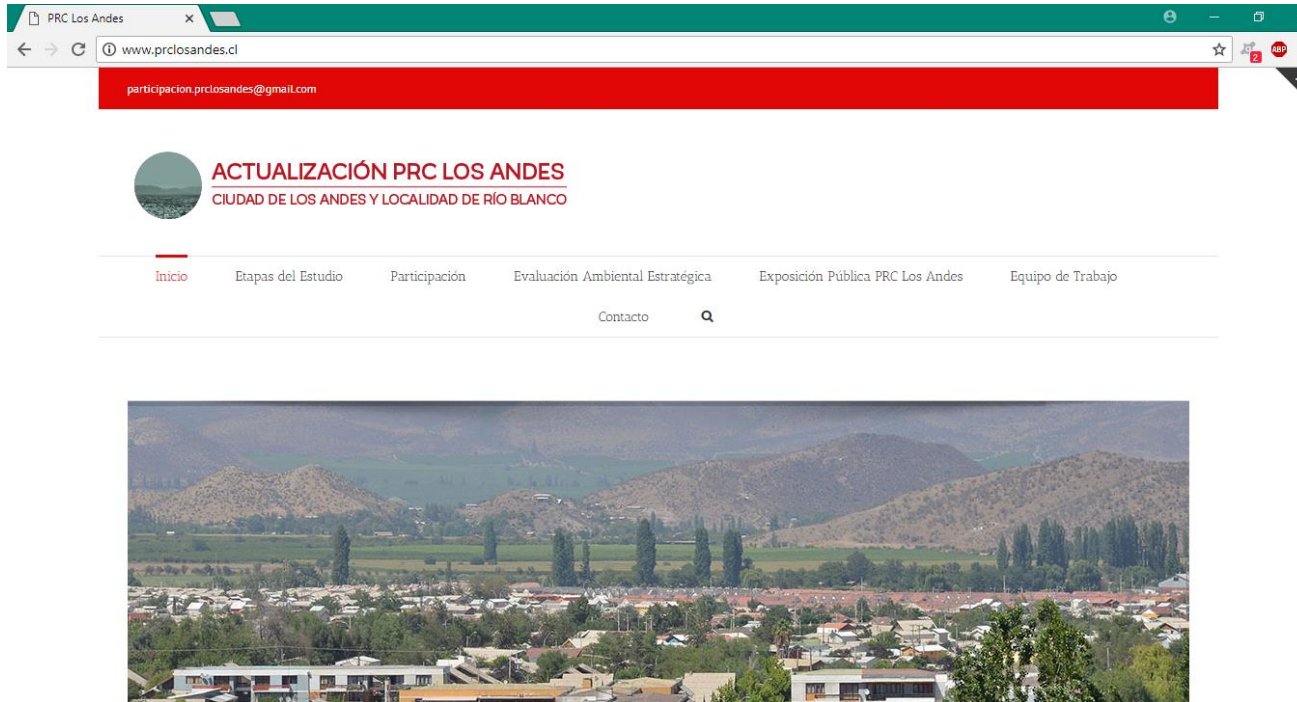 PRC Los Andes
www.prclosandes.cl
2
ABP
participacion.prclosandes@gmail.com
ACTUALIZACIÓN PRC LOS ANDES
CIUDAD DE LOS ANDES Y LOCALIDAD DE RÍO BLANCO
Inicio Etapas del Estudio Participación Evaluación Ambiental Estratégica Exposición Pública PRC Los Andes Equipo de Trabajo
Contacto